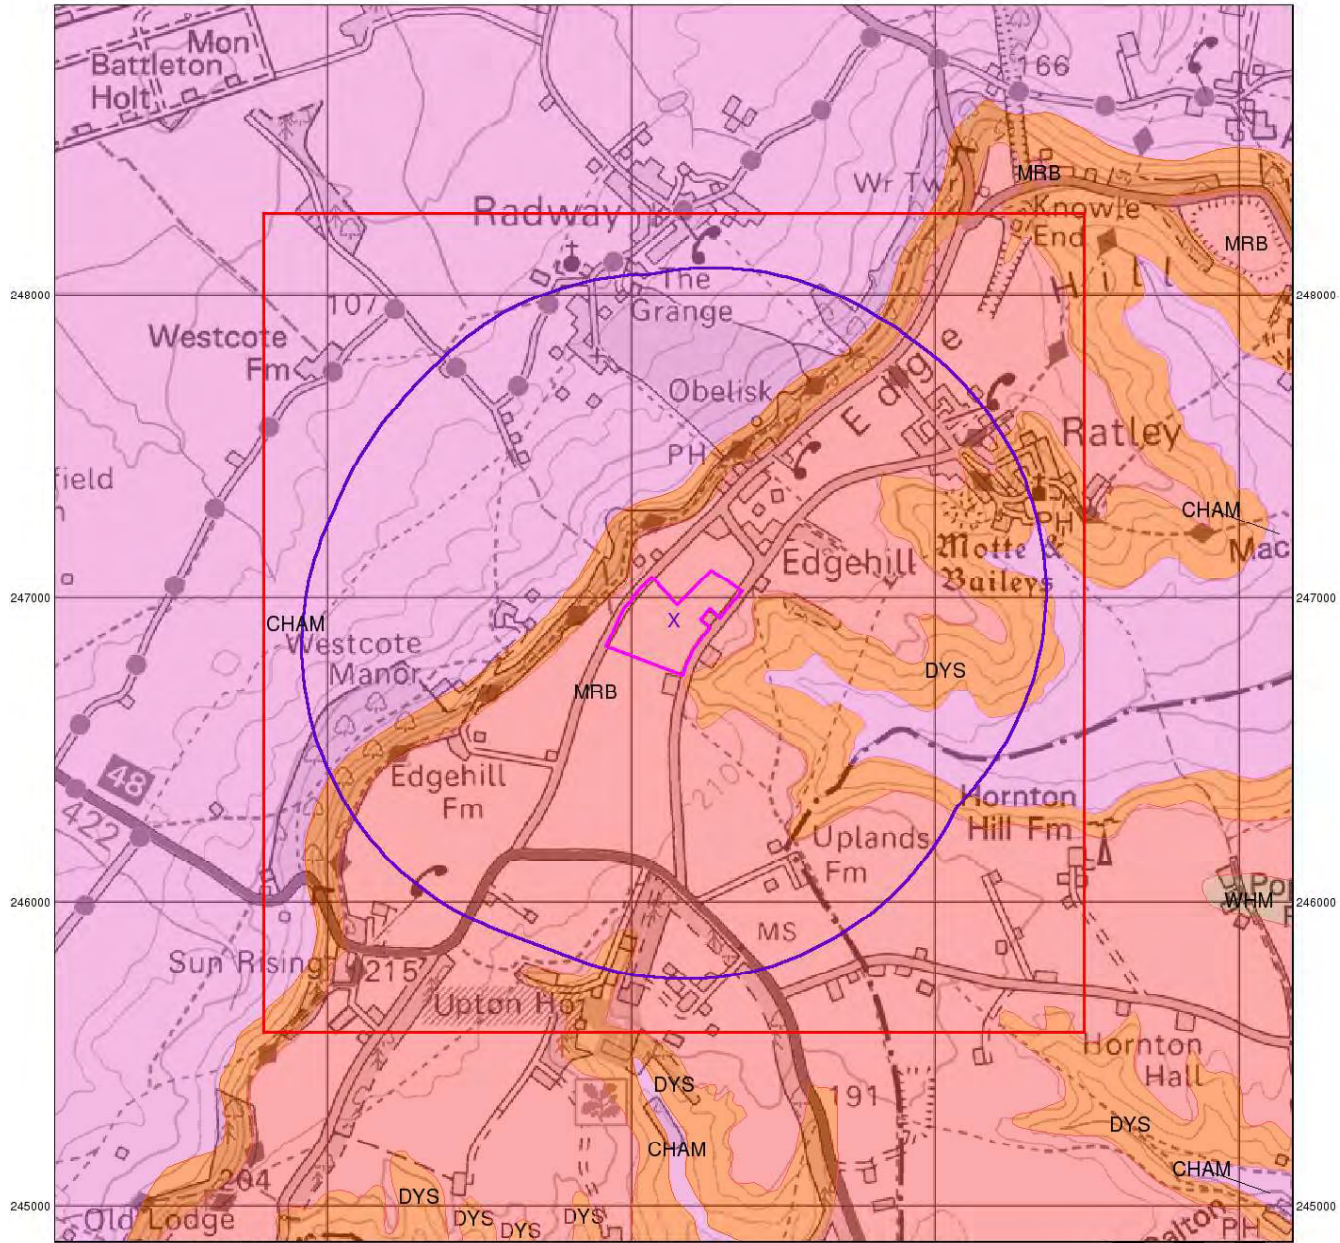 Mon
Battleton
Holt
166
Wr Twr
MRB
Radway
Knowle
End
MRB
248000
107
The
Grange
Hill
248000
Westcote
Fm
Obelisk
Edge
Ratley
PH
field
CHAM
PH
Mac
Edgehill
Motte &
Baileys
247000
X
247000
CHAM
Westcote
Manor
DYS
MRB
48
Edgehill
Fm
210
Hornton
Hill Fm
422
Uplands
Fm
246000
WHM
246000
MS
Sun Rising
215
Upton Ho
Hornton
Hall
DYS
191
DYS
CHAM
CHAM
204
DYS
245000
245000
Old Lodge
DYS
DYS
DYS
PH